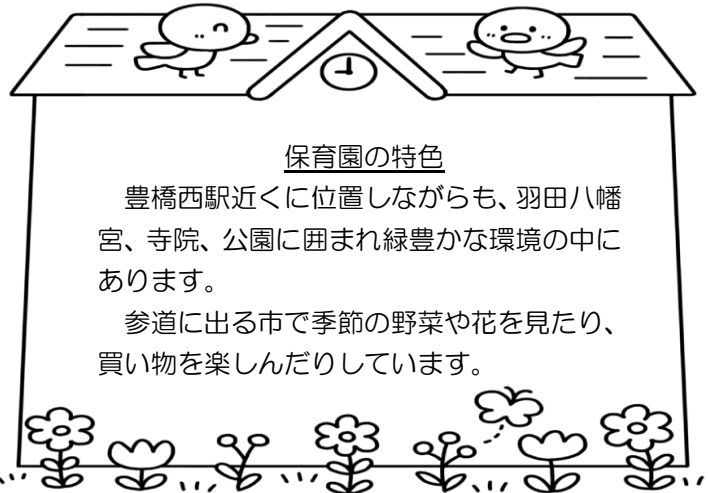 保育園の特色
　豊橋西駅近くに位置しながらも、羽田八幡
宮、寺院、公園に囲まれ緑豊かな環境の中に
あります。
　参道に出る市で季節の野菜や花を見たり、
買い物を楽しんだりしています。